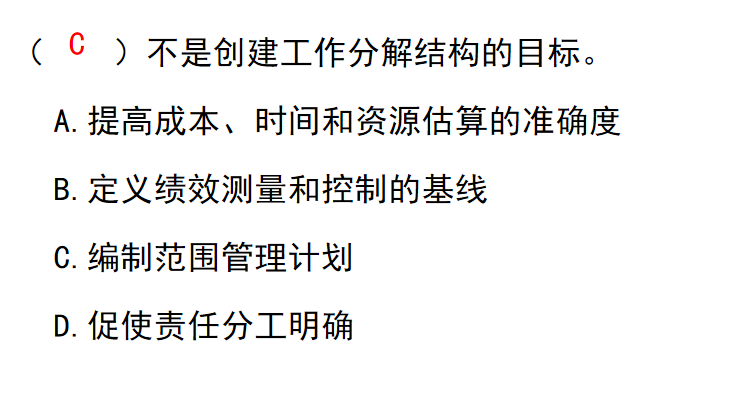 （ C ）不是创建工作分解结构的目标。
A.提高成本、时间和资源估算的准确度
B.定义绩效测量和控制的基线
C.编制范围管理计划
D.促使责任分工明确